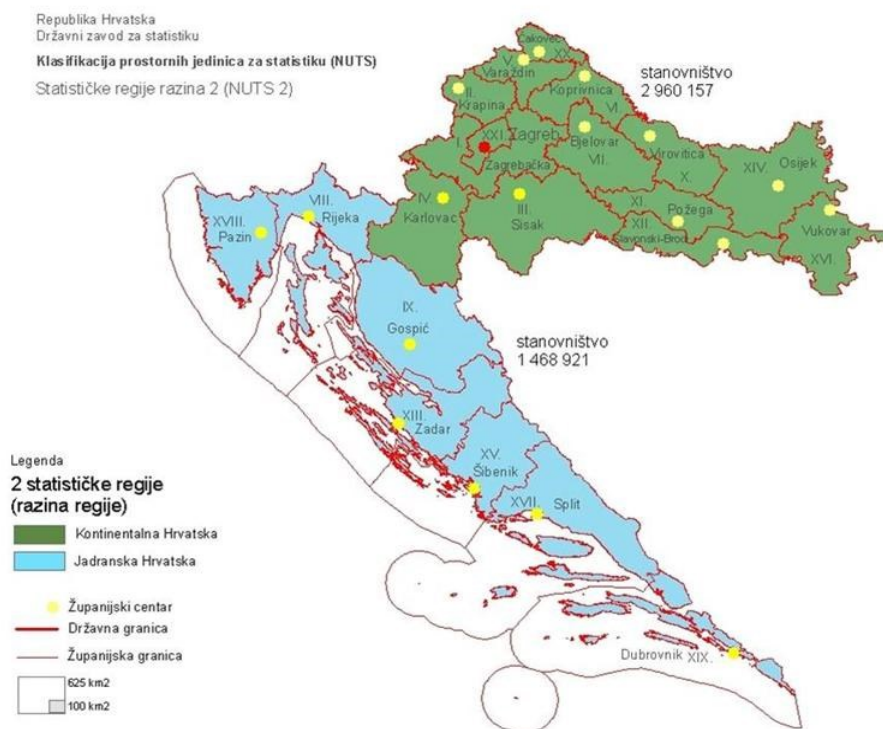 Republika Hrvatska
Državni zavod za statistiku
Klasifikacija prostornih jedinica za statistiku (NUTS)
Statističke regije razina 2 (NUTS 2)
Čakovec
XX.
V.
Varaždin
stanovništvo
2 960 157
II.
Krapina
Koprivnica
VI.
I.
XXI.
Zagreb
Zagrebačka
Bjelovar
VII.
Virovitica
X.
XIV.
Osijek
IV.
Karlovac
III.
Sisak
XI.
Požega
XII.
Slavonski-Brod
Vukovar
XVI.
VIII.
Rijeka
XVIII.
Pazin
IX.
Gospić
stanovništvo
1 468 921
XIII.
Zadar
XV.
Šibenik
XVII.
Split
Dubrovnik XIX.
Legenda
2 statističke regije
(razina regije)
Kontinentalna Hrvatska
Jadranska Hrvatska
Županijski centar
Državna granica
Županijska granica
625 km2
100 km2